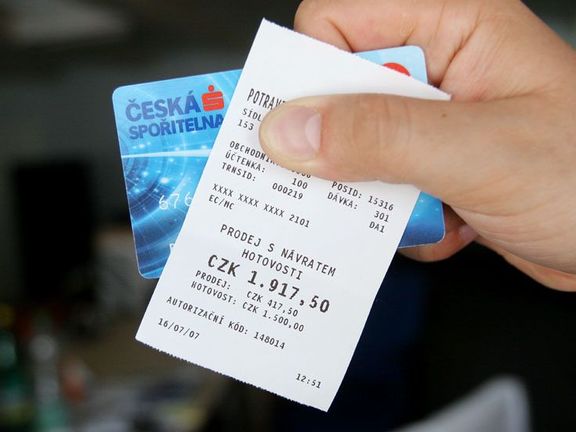 ČESKÁ
SPOŘITELNA
676
SÍDL
153
OBCHODNÍK
ÚČTENKA: 100 POSID: 15316
TRNSID: 000219 DÁVKA: 301
DA1
XXXX XXXX XXXX 2101
EC/MC
PRODEJ S NÁVRATEM
HOTOVOSTI
CZK 1.917,50
PRODEJ: CZK 417,50
HOTOVOST: CZK 1.500,00
AUTORIZAČNÍ KÓD: 148014
16/07/07
12:51